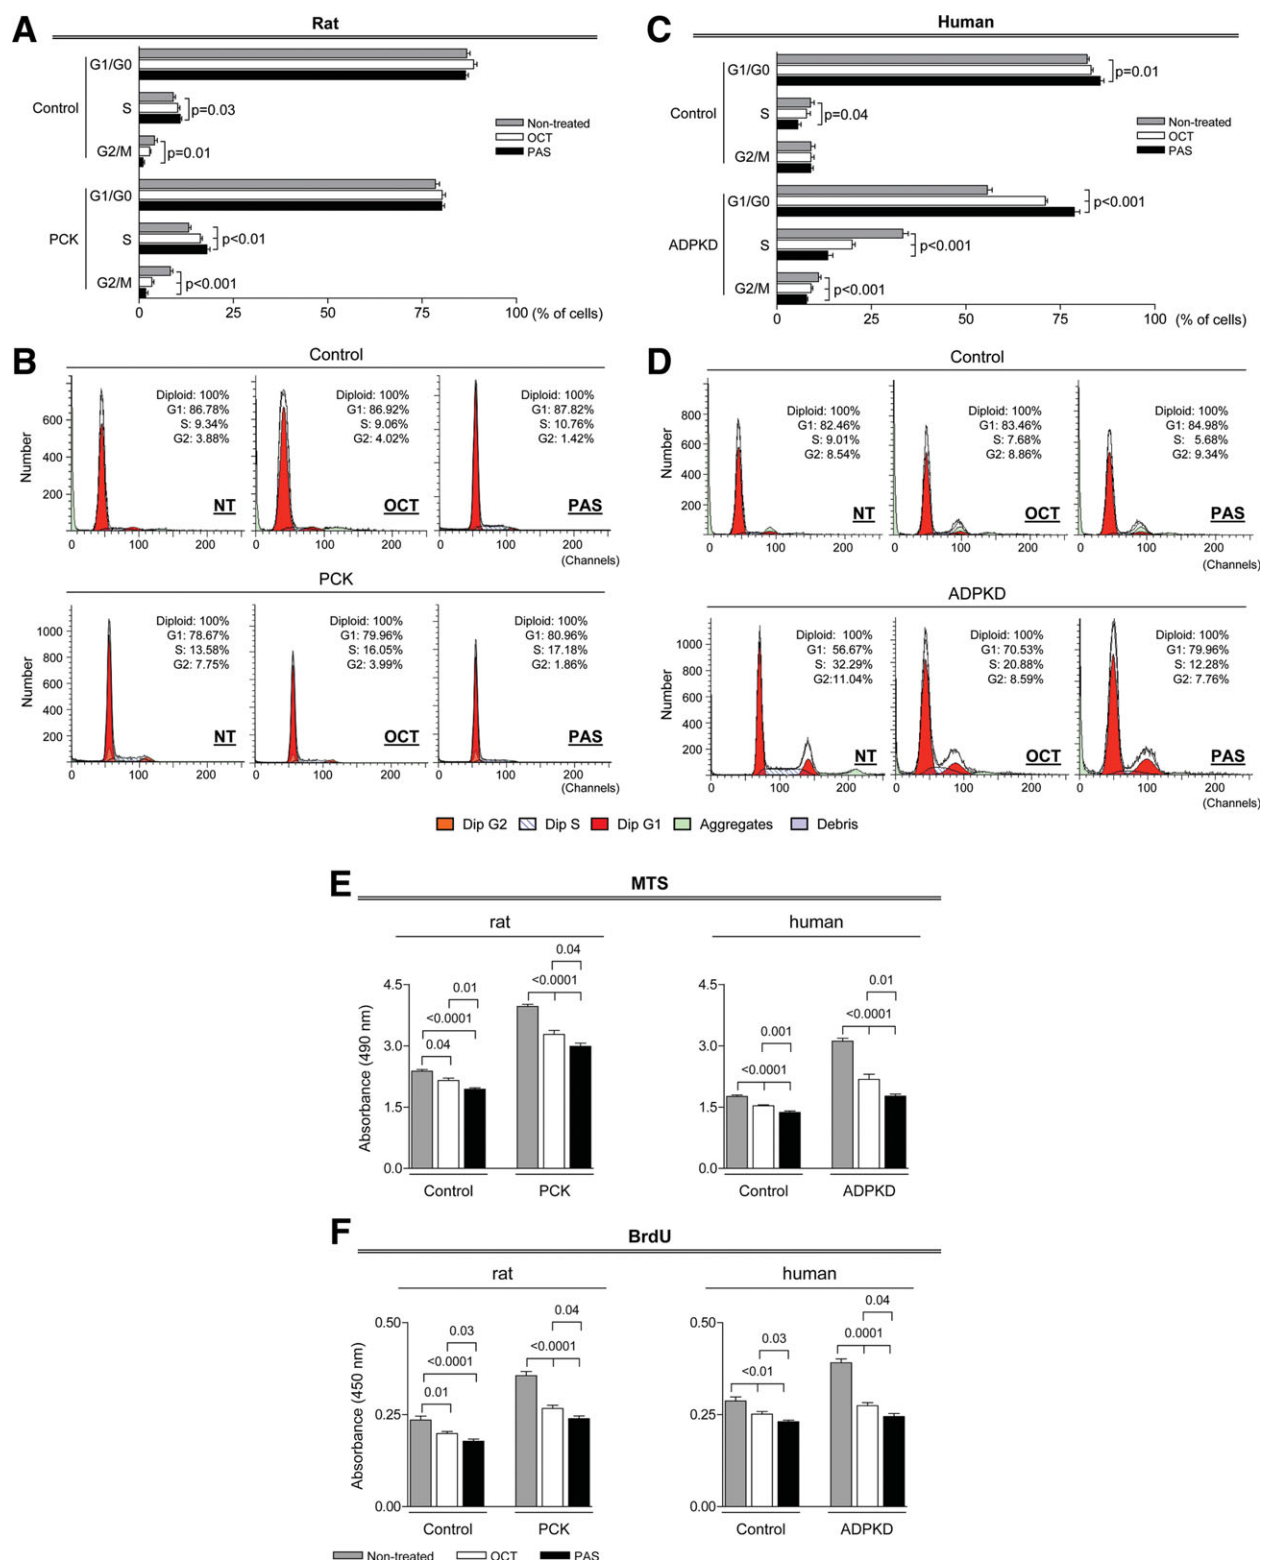 A
Rat
G1/G0
Control
S
p=0.03
G2/M
p=0.01
G1/G0
PCK
S
p<0.01
G2/M
p<0.001
Non-treated
OCT
PAS
0 25 50 75 100 (% of cells)
C
Human
G1/G0
p=0.01
Control
S
p=0.04
G2/M
G1/G0
p<0.001
ADPKD
S
p<0.001
G2/M
p<0.001
Non-treated
OCT
PAS
0 25 50 75 100 (% of cells)
B
Control
Number
600
400
200
Diploid: 100%
G1: 86.78%
S: 9.34%
G2: 3.88%
NT
Diploid: 100%
G1: 86.92%
S: 9.06%
G2: 4.02%
OCT
Diploid: 100%
G1: 87.82%
S: 10.76%
G2: 1.42%
PAS
0 100 200 0 100 200 0 100 200
(Channels)
PCK
Number
1000
800
600
400
200
Diploid: 100%
G1: 78.67%
S: 13.58%
G2: 7.75%
NT
Diploid: 100%
G1: 79.96%
S: 16.05%
G2: 3.99%
OCT
Diploid: 100%
G1: 80.96%
S: 17.18%
G2: 1.86%
PAS
0 100 200 0 100 200 0 100 200
(Channels)
D
Control
Number
800
600
400
200
Diploid: 100%
G1: 82.46%
S: 9.01%
G2: 8.54%
NT
Diploid: 100%
G1: 83.46%
S: 7.68%
G2: 8.86%
OCT
Diploid: 100%
G1: 84.98%
S: 5.68%
G2: 9.34%
PAS
0 100 200 0 100 200 0 100 200
(Channels)
ADPKD
Number
1000
800
600
400
200
Diploid: 100%
G1: 56.67%
S: 32.29%
G2:11.04%
NT
Diploid: 100%
G1: 70.53%
S: 20.88%
G2: 8.59%
OCT
Diploid: 100%
G1: 79.96%
S: 12.28%
G2: 7.76%
PAS
0 100 200 0 100 200 0 100 200
(Channels)
Dip G2 Dip S Dip G1 Aggregates Debris
E
MTS
rat
Absorbance (490 nm)
4.5
3.0
1.5
0.0
0.01
<0.0001
0.04
0.04
<0.0001
Control PCK
human
4.5
3.0
1.5
0.0
0.001
<0.0001
0.01
<0.0001
Control ADPKD
F
BrdU
rat
Absorbance (450 nm)
0.50
0.25
0.00
0.03
<0.0001
0.01
0.04
<0.0001
Control PCK
human
0.50
0.25
0.00
0.03
<0.01
0.04
0.0001
Control ADPKD
Non-treated OCT PAS